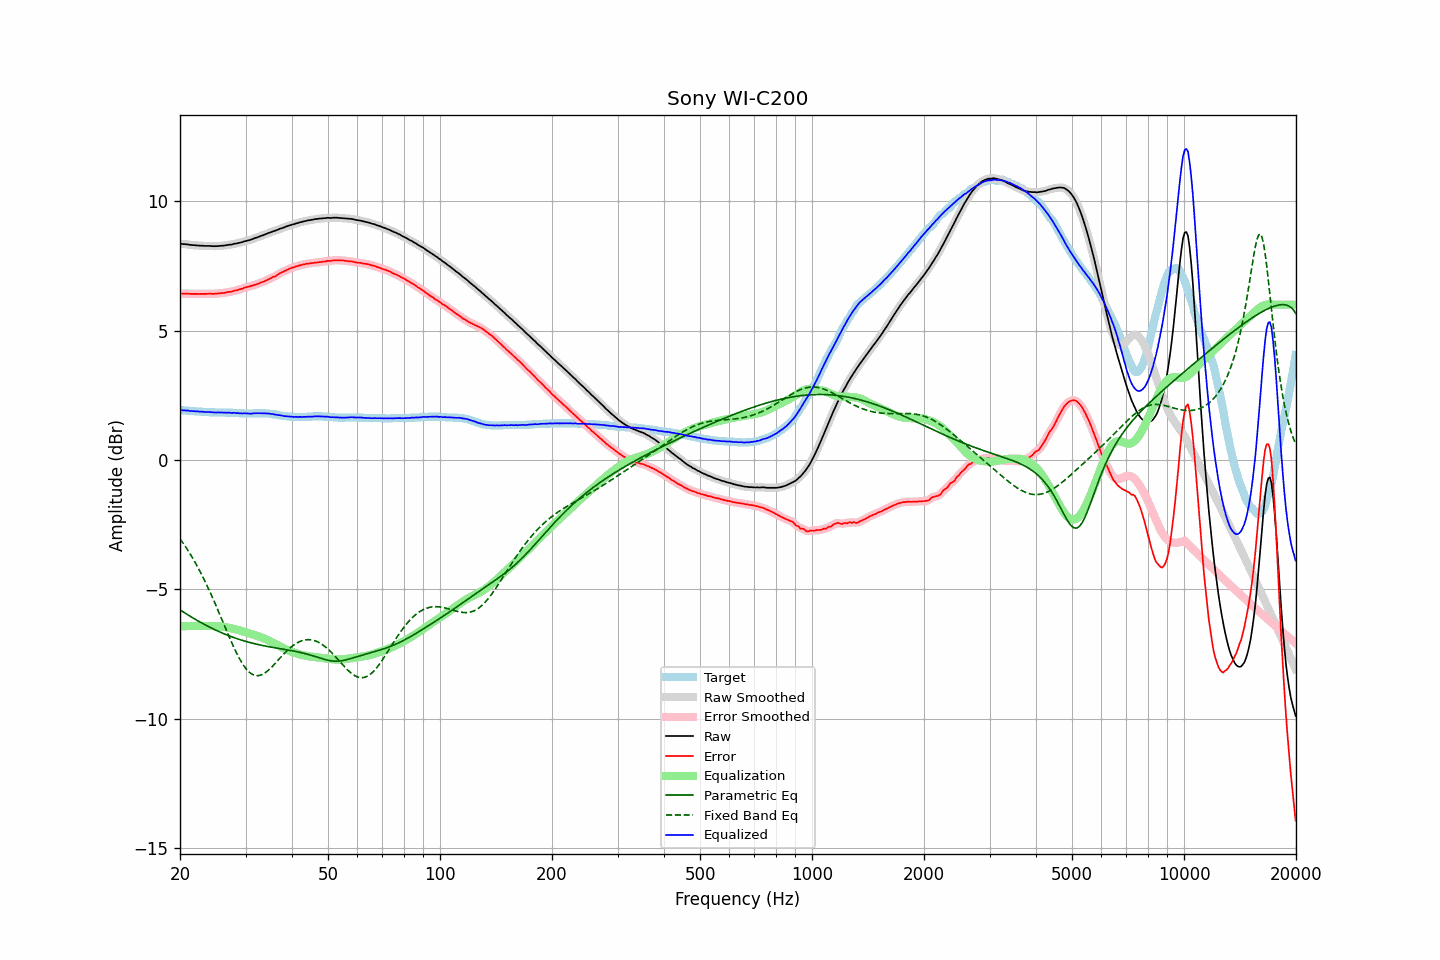 Sony WI-C200
Amplitude (dBr)
10
5
0
−5
−10
−15
20
50
100
200
500
1000
2000
5000
10000
20000
Frequency (Hz)
Target
Raw Smoothed
Error Smoothed
Raw
Error
Equalization
Parametric Eq
Fixed Band Eq
Equalized